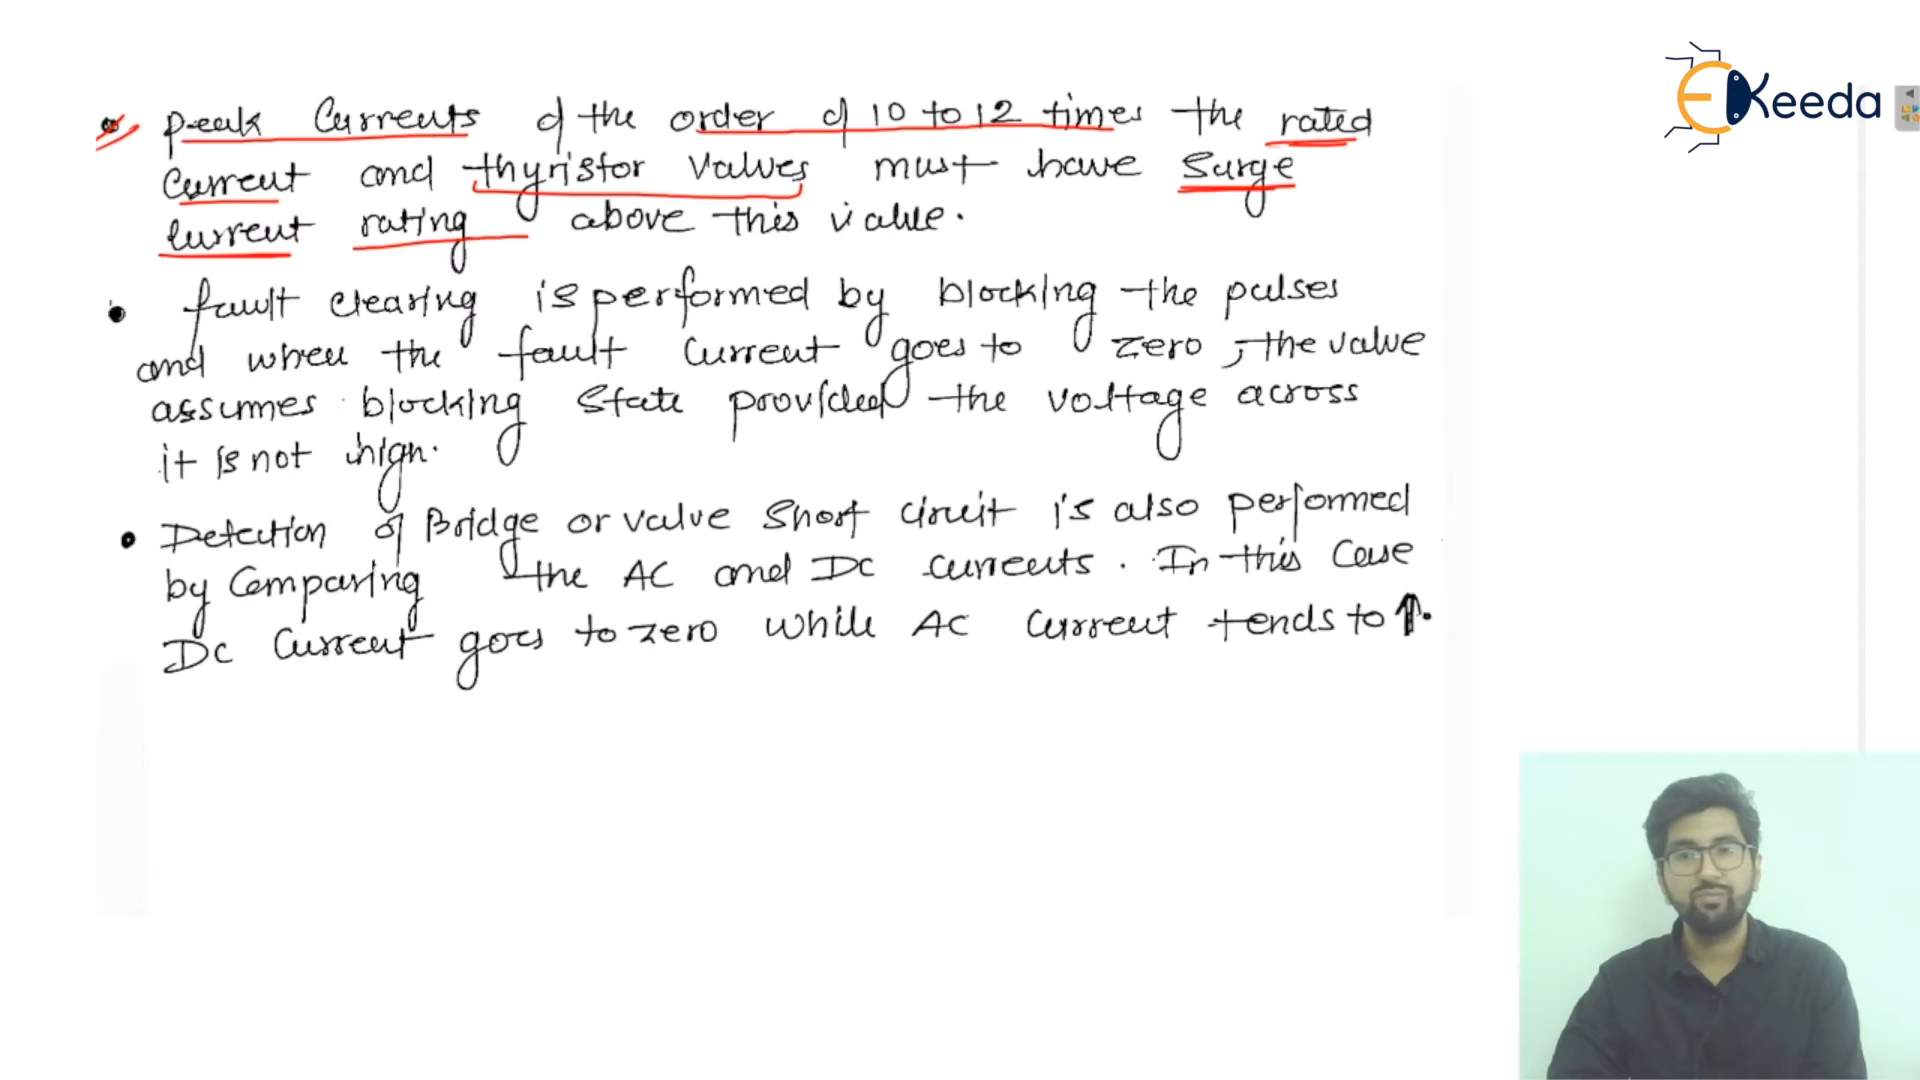 EKeeda
• Peak Currents of the order of 10 to 12 times the rated
Current and thyristor Valves must have Surge
Current rating above this value.
• fault clearing is performed by blocking the pulses
and when the fault current goes to zero, the valve
assumes blocking State provided the voltage across
it is not high.
• Detection of Bridge or valve Short circuit is also performed
by Comparing the AC and DC currents. In this case
DC Current goes to zero while AC current tends to ↑.